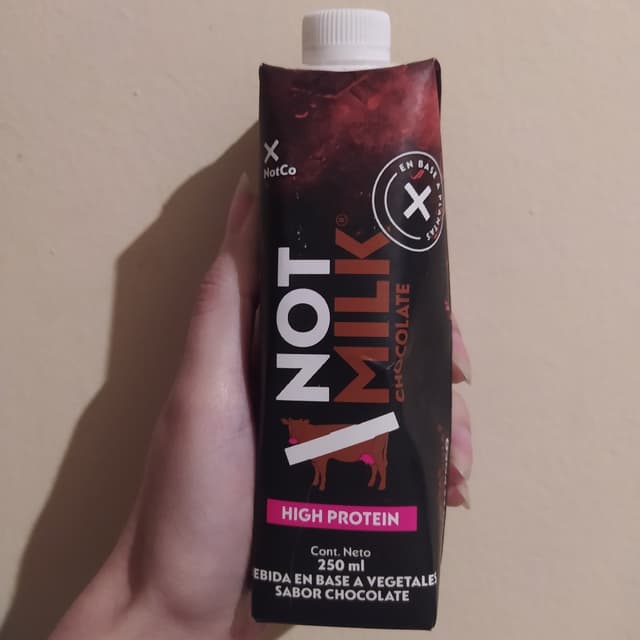 NotCo
EN BASE A PLANTAS
NOT
MILK®
CHOCOLATE
HIGH PROTEIN
Cont. Neto
250 ml
EBIDA EN BASE A VEGETALES
SABOR CHOCOLATE